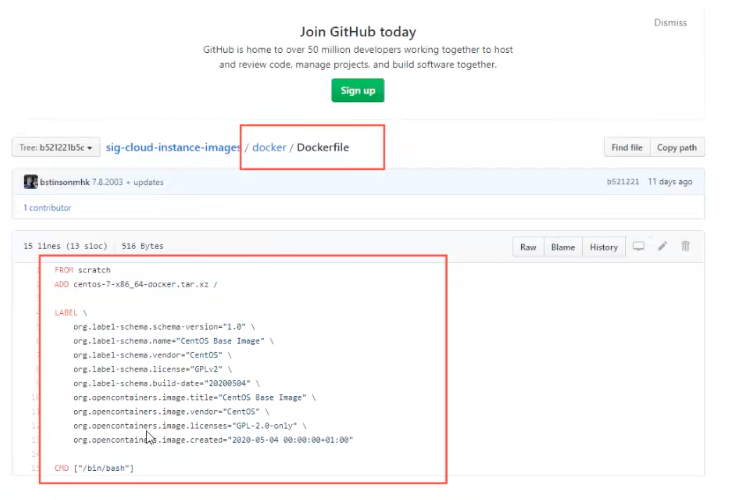 Dismiss
Join GitHub today
GitHub is home to over 50 million developers working together to host
and review code, manage projects, and build software together.
Sign up
Tree: b521221b5c sig-cloud-instance-images / docker / Dockerfile Find file Copy path
bstinsonmhk 7.8.2003 + updates b521221 11 days ago
1 contributor
15 lines (13 sloc) 516 Bytes Raw Blame History
FROM scratch
ADD centos-7-x86_64-docker.tar.xz /
LABEL \
org.label-schema.schema-version="1.0" \
org.label-schema.name="CentOS Base Image" \
org.label-schema.vendor="CentOS" \
org.label-schema.license="GPLv2" \
org.label-schema.build-date="20200504" \
10 org.opencontainers.image.title="CentOS Base Image" \
11 org.opencontainers.image.vendor="CentOS" \
12 org.opencontainers.image.licenses="GPL-2.0-only" \
13 org.opencontainers.image.created="2020-05-04 00:00:00+01:00"
14
15 CMD ["/bin/bash"]